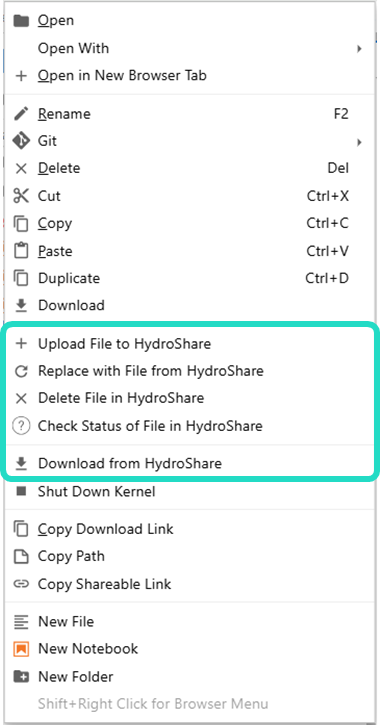 Open
Open With
Open in New Browser Tab
Rename F2
Git
Delete Del
Cut Ctrl+X
Copy Ctrl+C
Paste Ctrl+V
Duplicate Ctrl+D
Download
Upload File to HydroShare
Replace with File from HydroShare
Delete File in HydroShare
? Check Status of File in HydroShare
Download from HydroShare
Shut Down Kernel
Copy Download Link
Copy Path
Copy Shareable Link
New File
New Notebook
New Folder
Shift+Right Click for Browser Menu